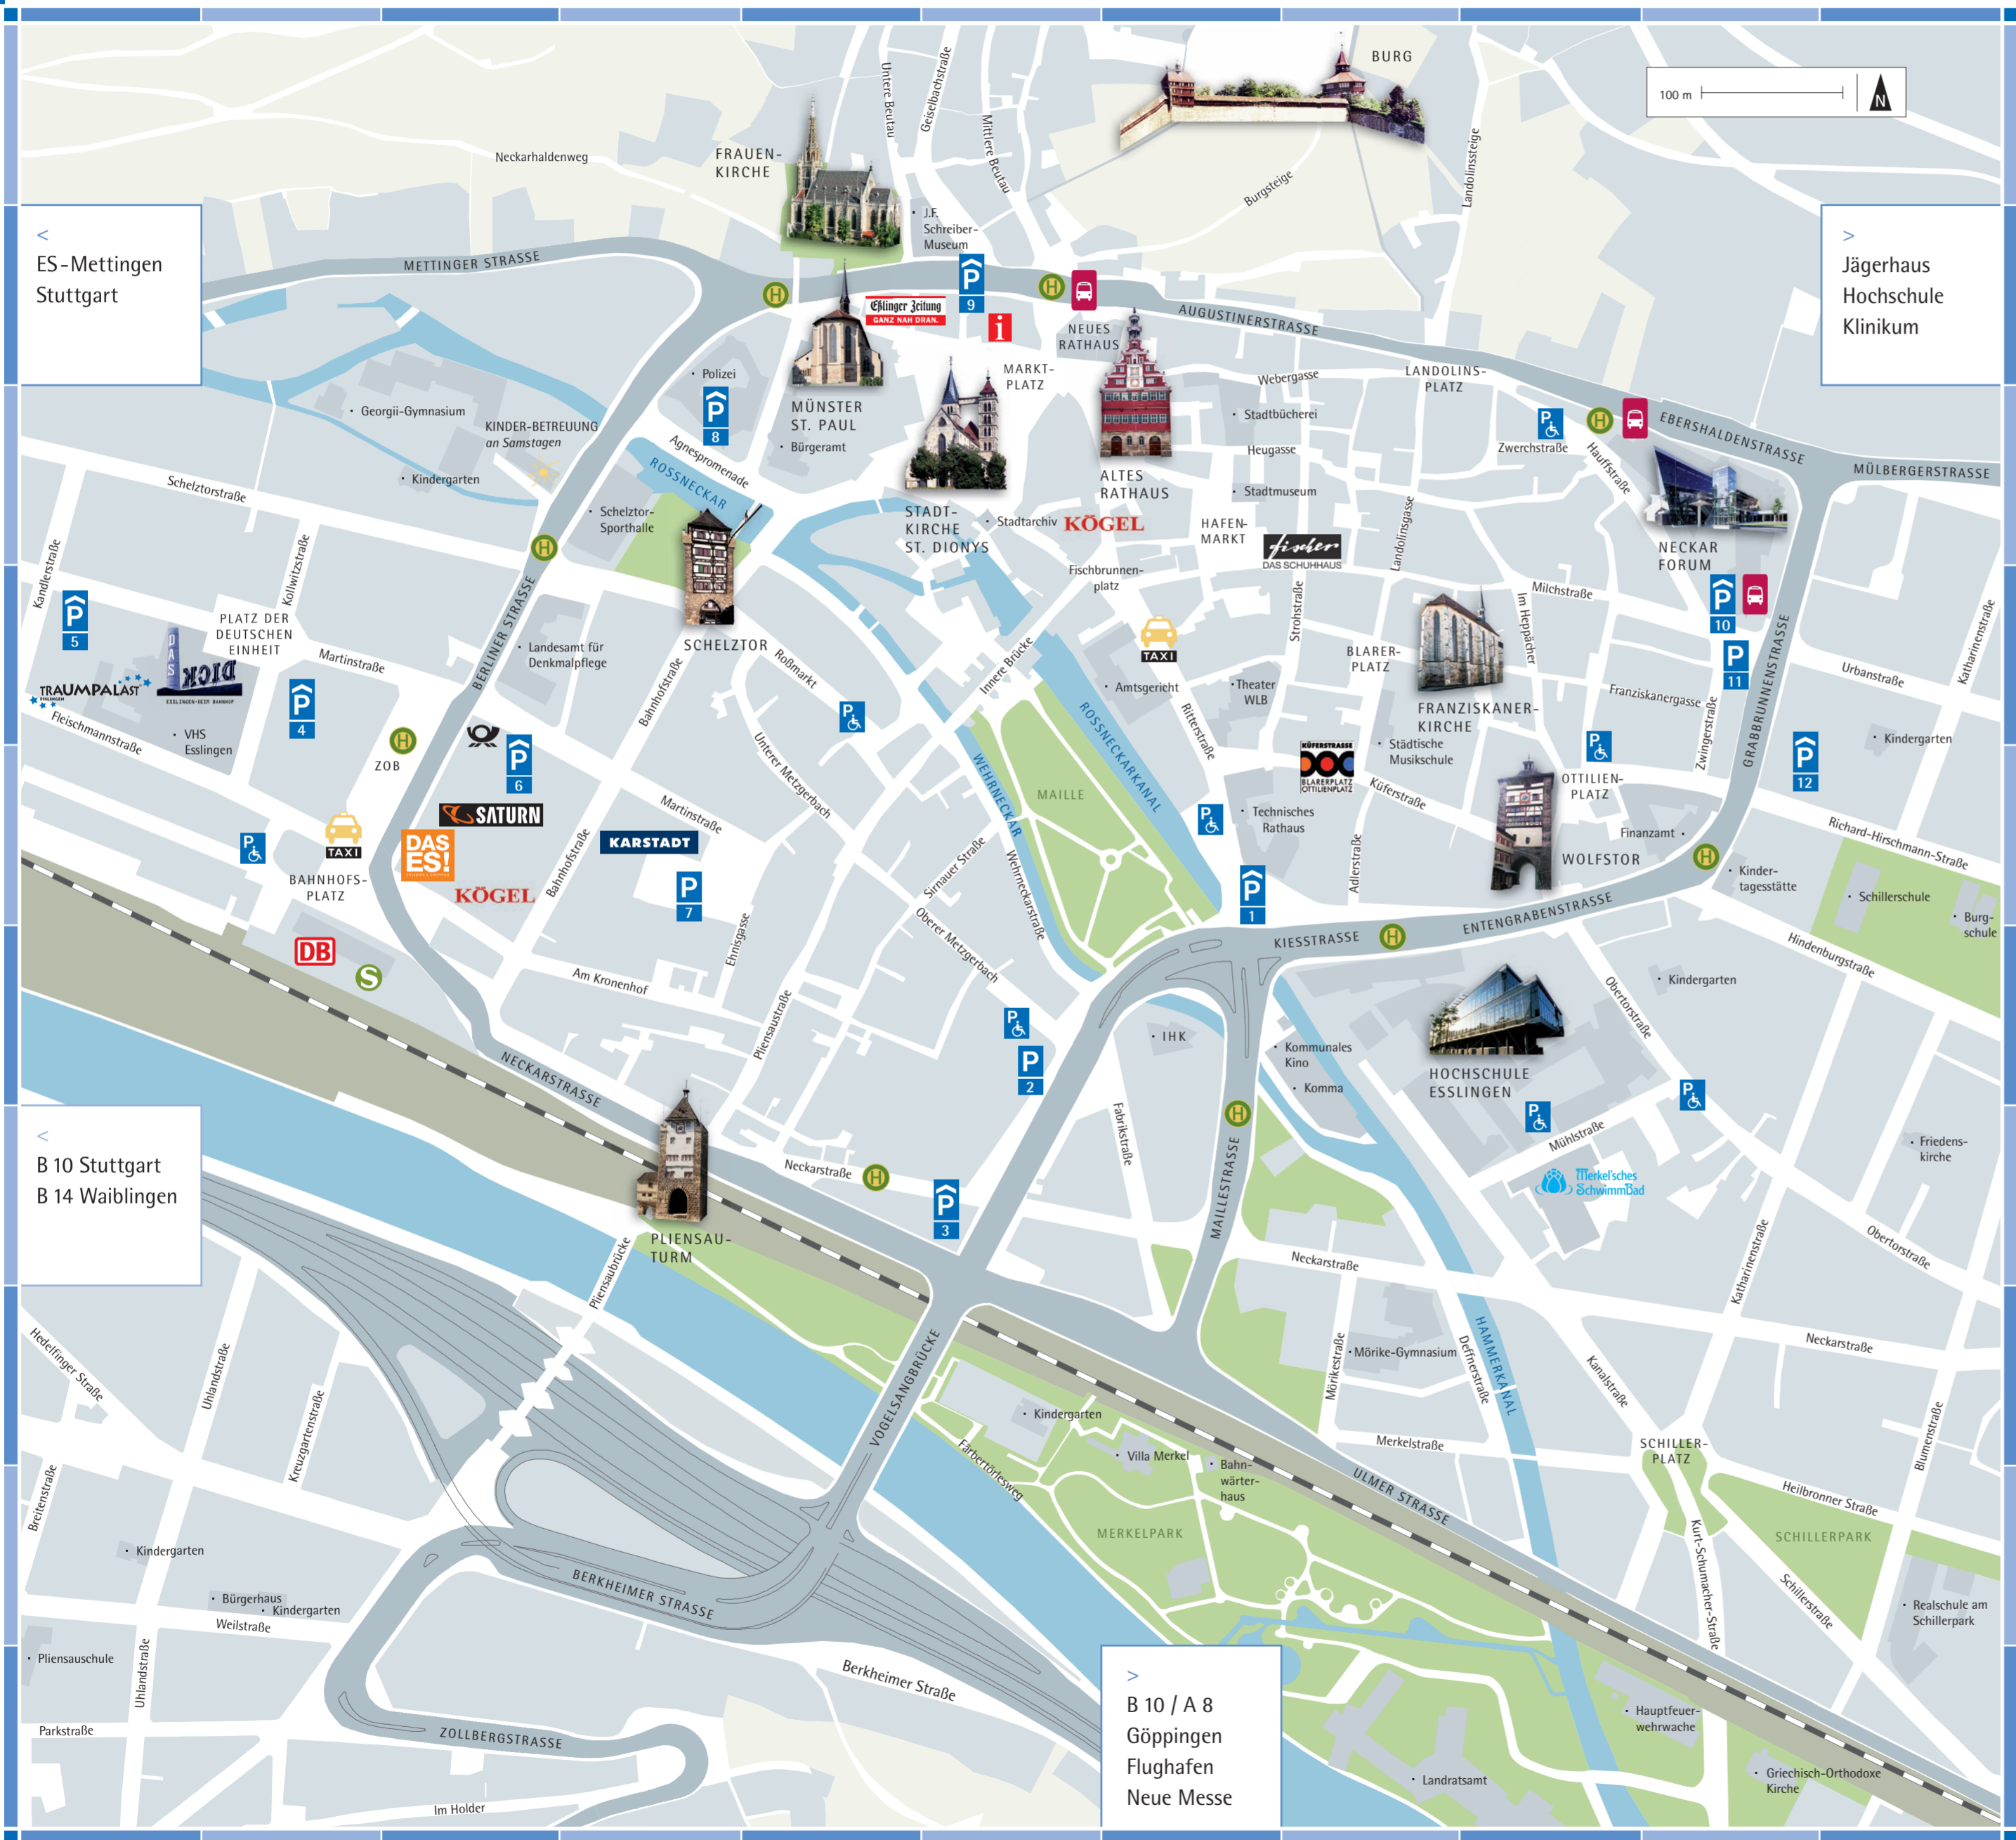 BURG
100 m
N
Untere Beutau
Geiselbachstraße
Mittlere Beutau
Landolinssteige
Burgsteige
Neckarhaldenweg
FRAUEN-
KIRCHE
J.F.
Schreiber-
Museum
<
ES-Mettingen
Stuttgart
>
Jägerhaus
Hochschule
Klinikum
METTINGER STRASSE
H
P
9
H
Eßlinger Zeitung
GANZ NAH DRAN.
i
NEUES
RATHAUS
AUGUSTINERSTRASSE
MARKT-
PLATZ
Polizei
P
8
MÜNSTER
ST. PAUL
Bürgeramt
Webergasse
LANDOLINS-
PLATZ
Stadtbücherei
Heugasse
Stadtmuseum
ALTES
RATHAUS
P
H
Zwerchstraße
Hauffstraße
EBERSHALDENSTRASSE
MÜLBERGERSTRASSE
Georgii-Gymnasium
KINDER-BETREUUNG
an Samstagen
Kindergarten
Agnespromenade
ROSSNECKAR
Schelztorstraße
Schelztor-
Sporthalle
H
STADT-
KIRCHE
ST. DIONYS
Stadtarchiv
KÖGEL
HAFEN-
MARKT
fischer
DAS SCHUHHAUS
Landolinsgasse
NECKAR
FORUM
Kandlerstraße
Kollwitzstraße
Fischbrunnen-
platz
Strohstraße
Milchstraße
Im Heppächer
P
10
P
11
P
5
PLATZ DER
DEUTSCHEN
EINHEIT
Martinstraße
BERLINER STRASSE
Landesamt für
Denkmalpflege
SCHELZTOR
Roßmarkt
Bahnhofstraße
Innere Brücke
TAXI
BLARER-
PLATZ
Amtsgericht
Theater
WLB
Ritterstraße
FRANZISKANER-
KIRCHE
Franziskanergasse
Zwingerstraße
GRABBRUNNENSTRASSE
Urbanstraße
Katharinenstraße
TRAUMPALAST
DAS
DICK
ESSLINGEN-BEIM BAHNHOF
Fleischmannstraße
VHS
Esslingen
P
4
H
ZOB
P
6
P
Unterer Metzgerbach
WEHRNECKAR
ROSSNECKARKANAL
MAILLE
KÜFERSTRASSE
BLARERPLATZ
OTTILIENPLATZ
Städtische
Musikschule
Küferstraße
P
OTTILIEN-
PLATZ
P
12
Kindergarten
P
TAXI
BAHNHOFS-
PLATZ
SATURN
DAS
ES!
KÖGEL
Bahnhofstraße
Martinstraße
KARSTADT
P
7
Sirnauer Straße
Wehrneckarstraße
P
Technisches
Rathaus
Adlerstraße
WOLFSTOR
Finanzamt
H
Richard-Hirschmann-Straße
Kinder-
tagesstätte
Schillerschule
Burg-
schule
DB
S
Ehnisgasse
Oberer Metzgerbach
Am Kronenhof
P
1
KIESSTRASSE
H
ENTENGRABENSTRASSE
Hindenburgstraße
NECKARSTRASSE
Pliensaustraße
P
P
2
IHK
Kommunales
Kino
Komma
HOCHSCHULE
ESSLINGEN
Obertorstraße
Kindergarten
<
B 10 Stuttgart
B 14 Waiblingen
PLIENSAU-
TURM
Neckarstraße
H
P
3
Fabrikstraße
H
MAILLESTRASSE
P
P
Mühlstraße
Merkel'sches
SchwimmBad
Friedens-
kirche
Pliensaubrücke
Neckarstraße
Katharinenstraße
Obertorstraße
Hedelfinger Straße
Uhlandstraße
Kreuzgartenstraße
VOGELSANGBRÜCKE
Mörikestraße
Mörike-Gymnasium
Deffnerstraße
HAMMERKANAL
Kanalstraße
Neckarstraße
Breitenstraße
Kindergarten
Färbertörlesweg
Villa Merkel
Bahn-
wärter-
haus
Merkelstraße
SCHILLER-
PLATZ
Blumenstraße
ULMER STRASSE
MERKELPARK
Heilbronner Straße
SCHILLERPARK
Kurt-Schumacher-Straße
Schillerstraße
Realschule am
Schillerpark
Kindergarten
Bürgerhaus
Kindergarten
Weilstraße
BERKHEIMER STRASSE
Pliensauschule
Uhlandstraße
Parkstraße
ZOLLBERGSTRASSE
Berkheimer Straße
Im Holder
>
B 10 / A 8
Göppingen
Flughafen
Neue Messe
Landratsamt
Hauptfeuer-
wehrwache
Griechisch-Orthodoxe
Kirche